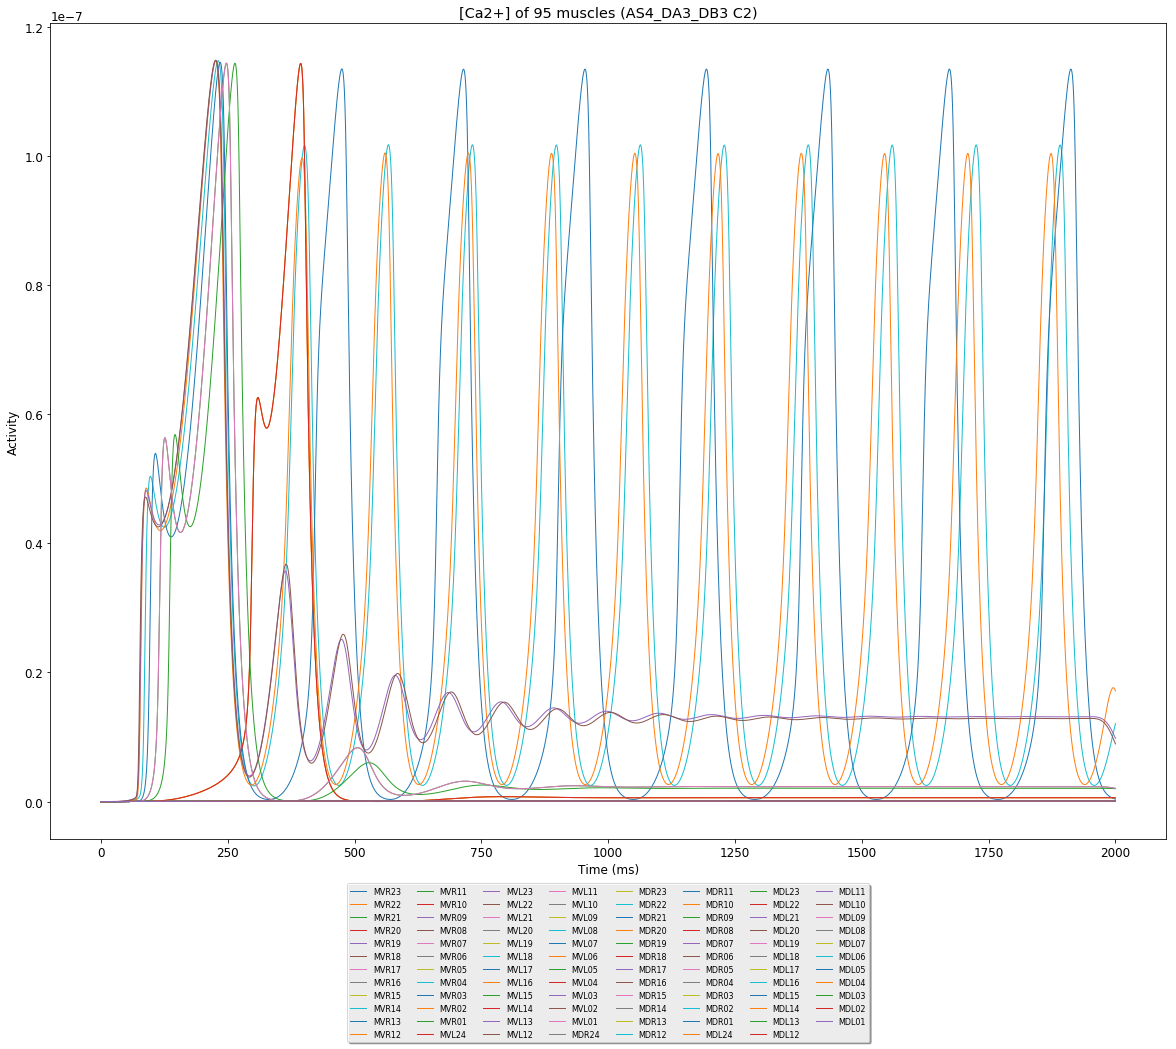 [Ca2+] of 95 muscles (AS4_DA3_DB3 C2)
1e−7
1.2
1.0
0.8
0.6
0.4
0.2
0.0
Activity
0 250 500 750 1000 1250 1500 1750 2000
Time (ms)
MVR23 MVR11 MVL23 MVL11 MDR23 MDR11 MDL23 MDL11
MVR22 MVR10 MVL22 MVL10 MDR22 MDR10 MDL22 MDL10
MVR21 MVR09 MVL21 MVL09 MDR21 MDR09 MDL21 MDL09
MVR20 MVR08 MVL20 MVL08 MDR20 MDR08 MDL20 MDL08
MVR19 MVR07 MVL19 MVL07 MDR19 MDR07 MDL19 MDL07
MVR18 MVR06 MVL18 MVL06 MDR18 MDR06 MDL18 MDL06
MVR17 MVR05 MVL17 MVL05 MDR17 MDR05 MDL17 MDL05
MVR16 MVR04 MVL16 MVL04 MDR16 MDR04 MDL16 MDL04
MVR15 MVR03 MVL15 MVL03 MDR15 MDR03 MDL15 MDL03
MVR14 MVR02 MVL14 MVL02 MDR14 MDR02 MDL14 MDL02
MVR13 MVR01 MVL13 MVL01 MDR13 MDR01 MDL13 MDL01
MVR12 MVL24 MVL12 MDR24 MDR12 MDL24 MDL12